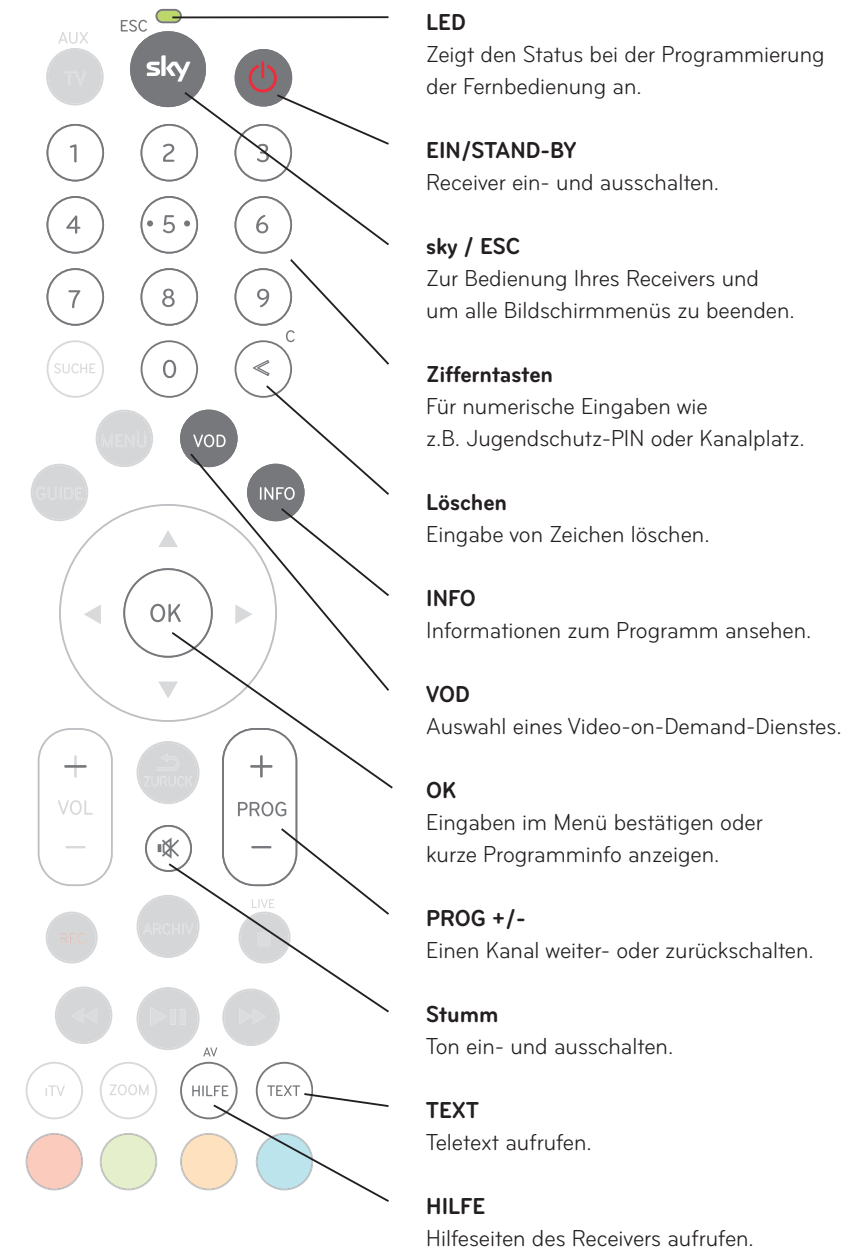 ESC
AUX
TV
sky
1
2
3
4
5
6
7
8
9
SUCHE
0
C
MENÜ
VOD
GUIDE
INFO
OK
VOL
ZURÜCK
PROG
REC
ARCHIV
LIVE
iTV
ZOOM
AV
HILFE
TEXT
LED
Zeigt den Status bei der Programmierung
der Fernbedienung an.
EIN/STAND-BY
Receiver ein- und ausschalten.
sky / ESC
Zur Bedienung Ihres Receivers und
um alle Bildschirmmenüs zu beenden.
Zifferntasten
Für numerische Eingaben wie
z.B. Jugendschutz-PIN oder Kanalplatz.
Löschen
Eingabe von Zeichen löschen.
INFO
Informationen zum Programm ansehen.
VOD
Auswahl eines Video-on-Demand-Dienstes.
OK
Eingaben im Menü bestätigen oder
kurze Programminfo anzeigen.
PROG +/-
Einen Kanal weiter- oder zurückschalten.
Stumm
Ton ein- und ausschalten.
TEXT
Teletext aufrufen.
HILFE
Hilfeseiten des Receivers aufrufen.